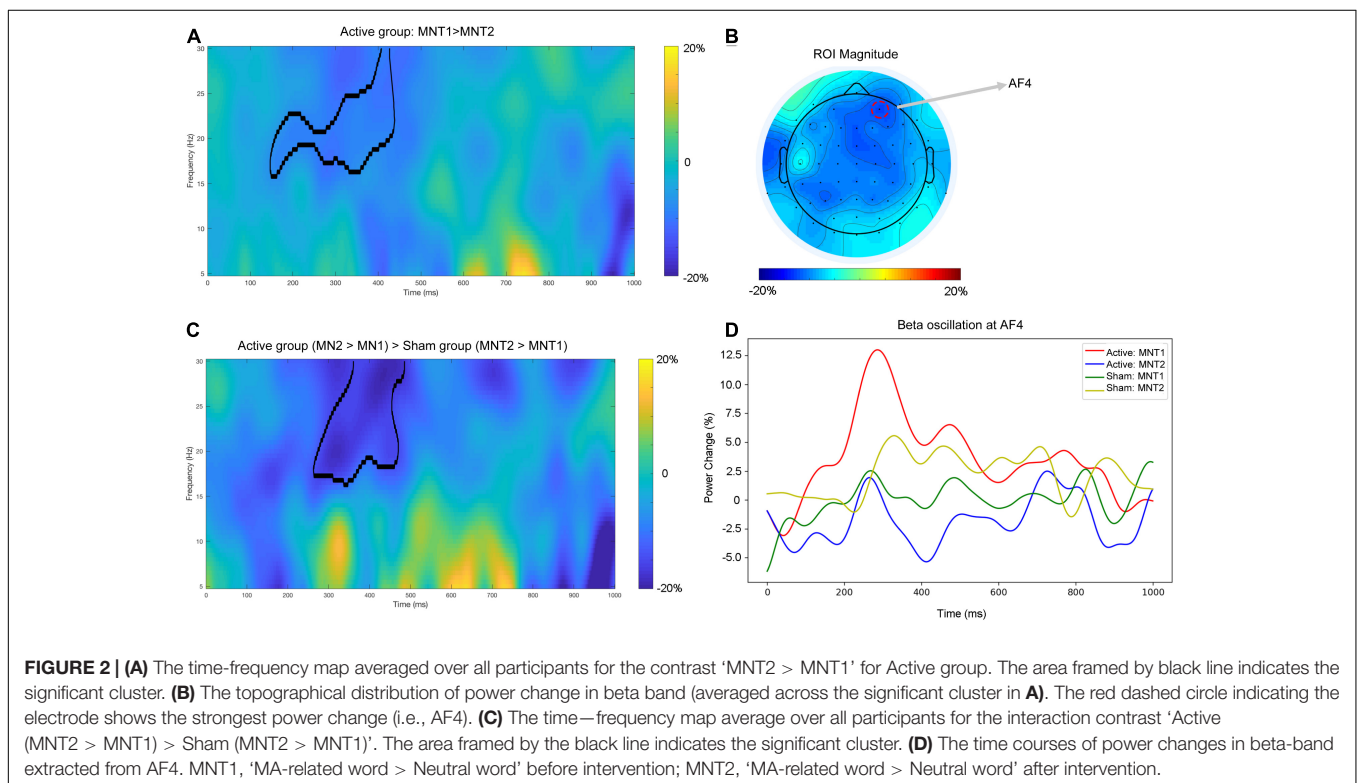 A
Active group: MNT1>MNT2
30
25
20
15
10
5
Frequency (Hz)
0 100 200 300 400 500 600 700 800 900 1000
Time (ms)
20%
0
-20%
B
ROI Magnitude
AF4
-20% 20%
C
Active group (MN2 > MN1) > Sham group (MNT2 > MNT1)
30
25
20
15
10
5
Frequency (Hz)
0 100 200 300 400 500 600 700 800 900 1000
Time (ms)
20%
0
-20%
D
Beta oscillation at AF4
12.5
10.0
7.5
5.0
2.5
0
-2.5
-5.0
Power Change (%)
Active: MNT1
Active: MNT2
Sham: MNT1
Sham: MNT2
0 200 400 600 800 1000
Time (ms)
FIGURE 2 | (A) The time-frequency map averaged over all participants for the contrast ‘MNT2 > MNT1’ for Active group. The area framed by black line indicates the
significant cluster. (B) The topographical distribution of power change in beta band (averaged across the significant cluster in A). The red dashed circle indicating the
electrode shows the strongest power change (i.e., AF4). (C) The time—frequency map average over all participants for the interaction contrast ‘Active
(MNT2 > MNT1) > Sham (MNT2 > MNT1)’. The area framed by the black line indicates the significant cluster. (D) The time courses of power changes in beta-band
extracted from AF4. MNT1, ‘MA-related word > Neutral word’ before intervention; MNT2, ‘MA-related word > Neutral word’ after intervention.